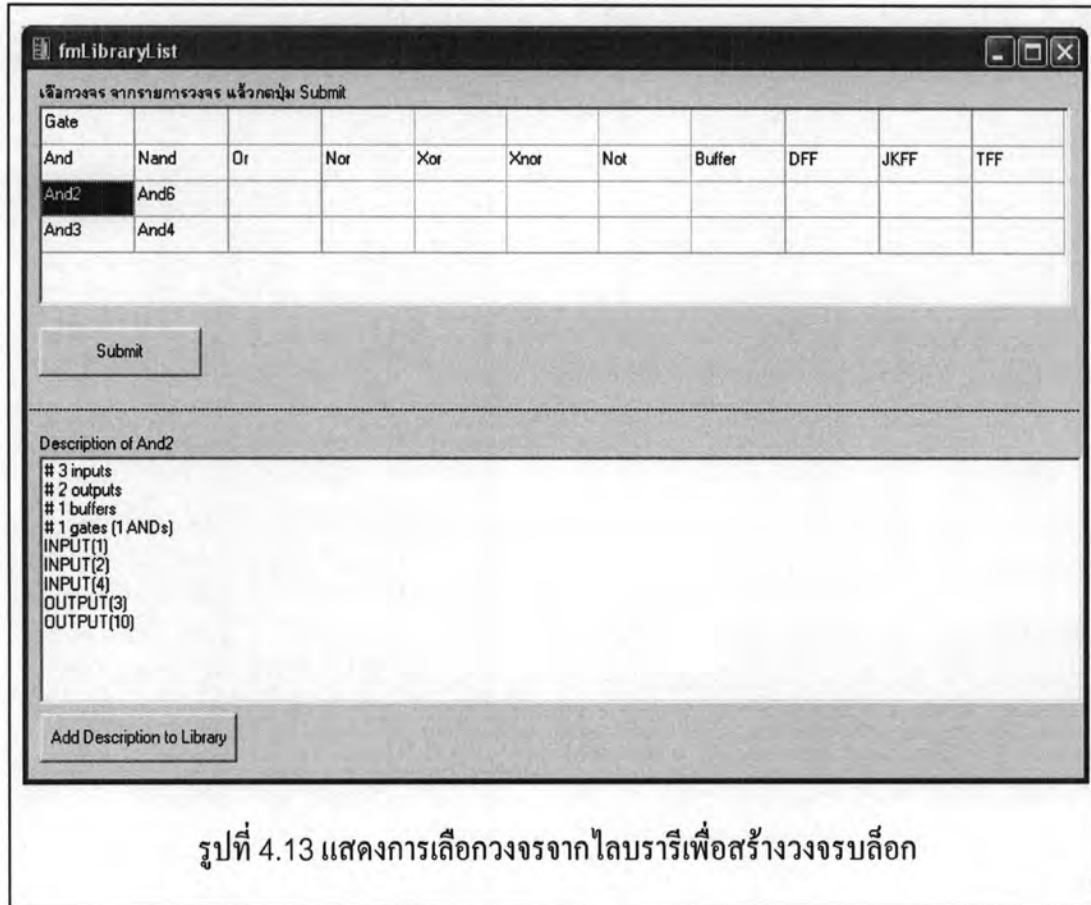 fmLibraryList
เลือกวงจร จากรายการวงจร แล้วกดปุ่ม Submit
Gate
And Nand Or Nor Xor Xnor Not Buffer DFF JKFF TFF
And2 And6
And3 And4
Submit
Description of And2
# 3 inputs
# 2 outputs
# 1 buffers
# 1 gates (1 ANDs)
INPUT(1)
INPUT(2)
INPUT(4)
OUTPUT(3)
OUTPUT(10)
Add Description to Library
รูปที่ 4.13 แสดงการเลือกวงจรจากไลบรารีเพื่อสร้างวงจรบล็อก